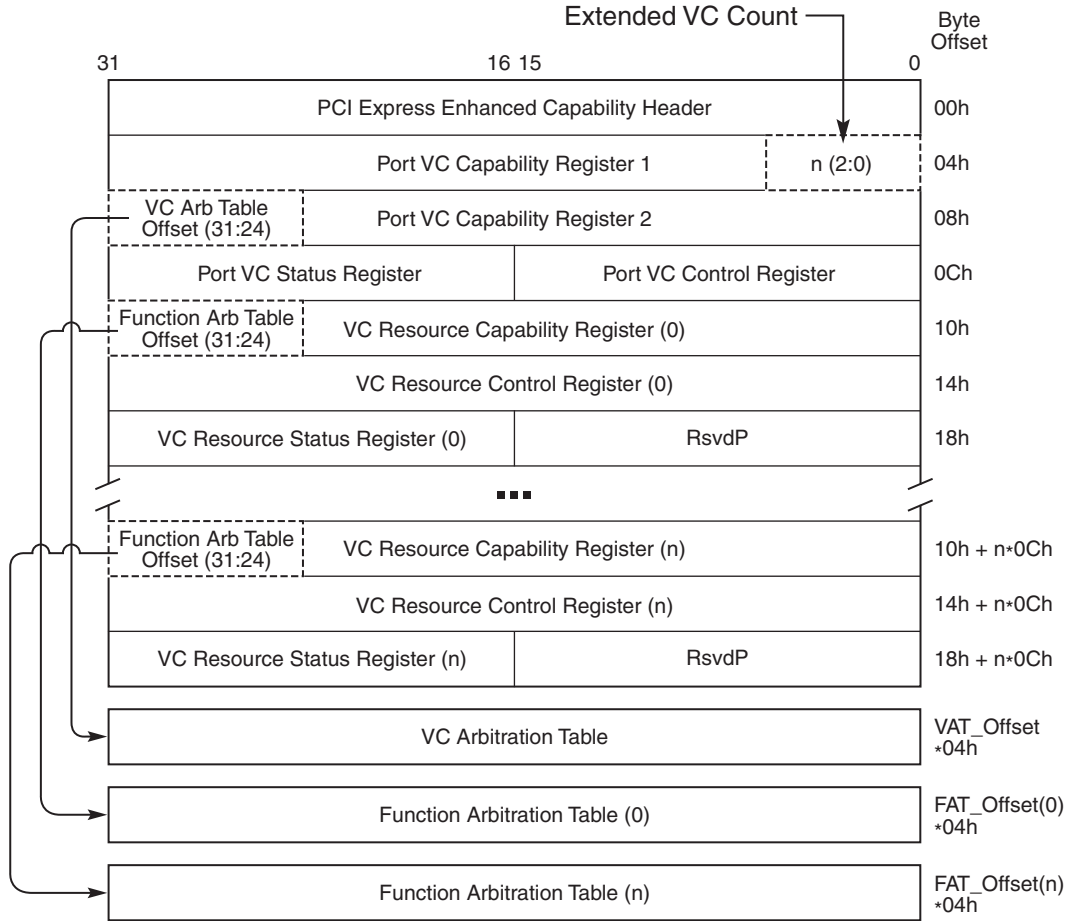 Extended VC Count
Byte
Offset
31
16 15
0
PCI Express Enhanced Capability Header
00h
Port VC Capability Register 1
n (2:0)
04h
VC Arb Table
Offset (31:24)
Port VC Capability Register 2
08h
Port VC Status Register
Port VC Control Register
0Ch
Function Arb Table
Offset (31:24)
VC Resource Capability Register (0)
10h
VC Resource Control Register (0)
14h
VC Resource Status Register (0)
RsvdP
18h
...
Function Arb Table
Offset (31:24)
VC Resource Capability Register (n)
10h + n*0Ch
VC Resource Control Register (n)
14h + n*0Ch
VC Resource Status Register (n)
RsvdP
18h + n*0Ch
VC Arbitration Table
VAT_Offset
*04h
Function Arbitration Table (0)
FAT_Offset(0)
*04h
Function Arbitration Table (n)
FAT_Offset(n)
*04h